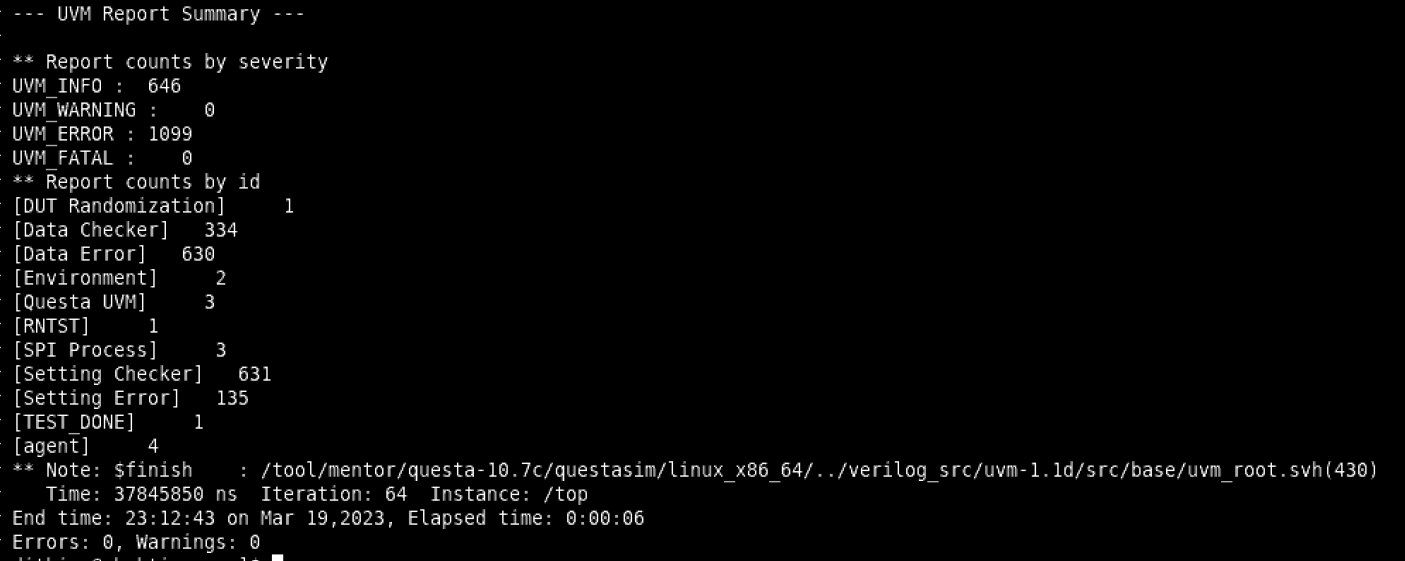 --- UVM Report Summary ---
** Report counts by severity
UVM_INFO :  646
UVM_WARNING :    0
UVM_ERROR : 1099
UVM_FATAL :    0
** Report counts by id
[DUT Randomization]     1
[Data Checker]   334
[Data Error]   630
[Environment]     2
[Questa UVM]     3
[RNTST]     1
[SPI Process]     3
[Setting Checker]   631
[Setting Error]   135
[TEST_DONE]     1
[agent]     4
** Note: $finish    : /tool/mentor/questa-10.7c/questasim/linux_x86_64/../verilog_src/uvm-1.1d/src/base/uvm_root.svh(430)
   Time: 37845850 ns  Iteration: 64  Instance: /top
End time: 23:12:43 on Mar 19,2023, Elapsed time: 0:00:06
Errors: 0, Warnings: 0